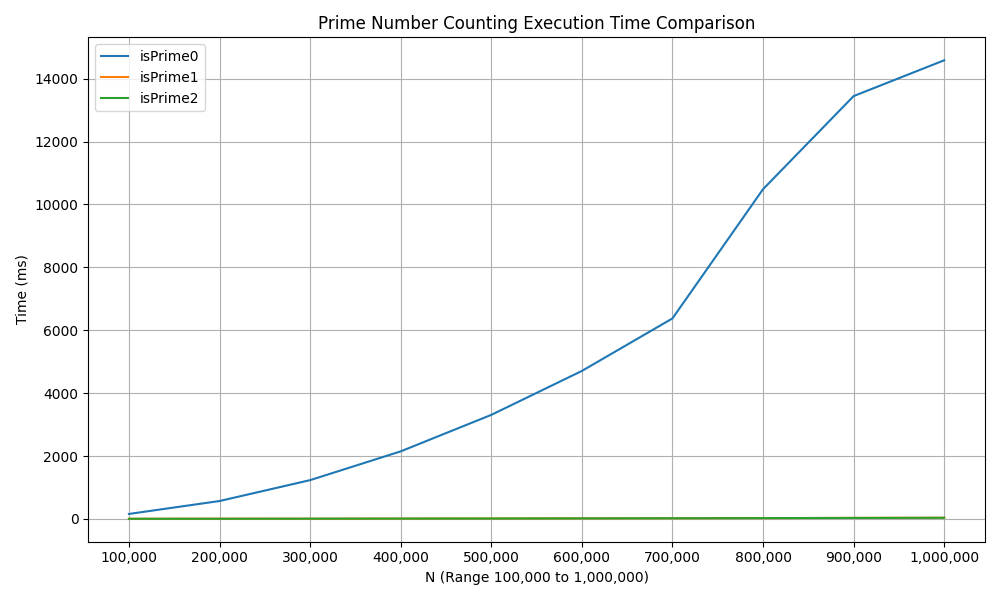 Prime Number Counting Execution Time Comparison
isPrime0
isPrime1
isPrime2
Time (ms)
14000
12000
10000
8000
6000
4000
2000
0
100,000 200,000 300,000 400,000 500,000 600,000 700,000 800,000 900,000 1,000,000
N (Range 100,000 to 1,000,000)